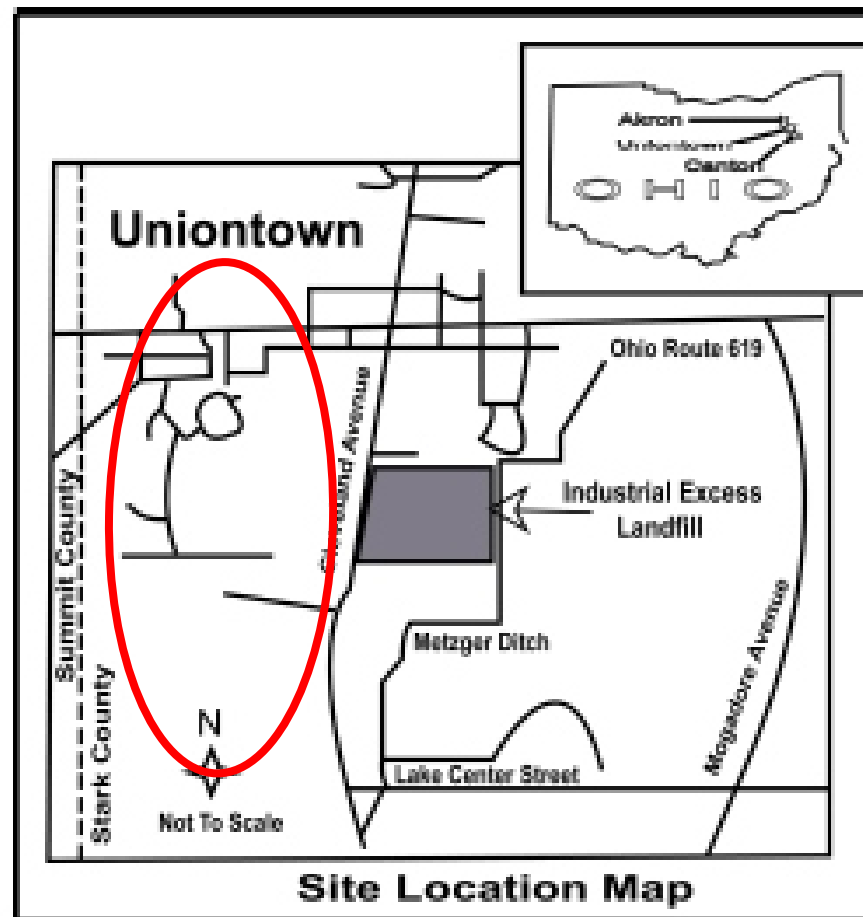 Akron
Canton
Uniontown
Ohio Route 619
Cleveland Avenue
Industrial Excess
Landfill
Summit County
Stark County
Metzger Ditch
Mogadore Avenue
N
Lake Center Street
Not To Scale
Site Location Map